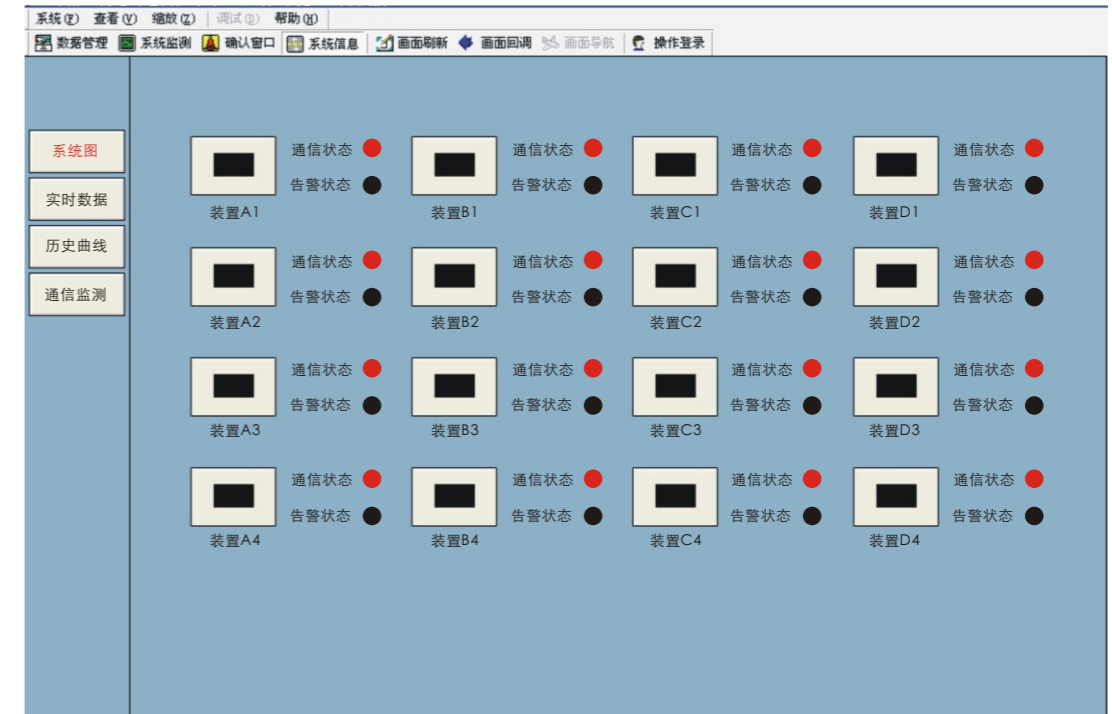 系统(F) 查看(V) 缩放(Z) 调试(D) 帮助(H)
数据管理 系统监测 确认窗口 系统信息 画面刷新 画面回调 画面导航 操作登录
系统图
实时数据
历史曲线
通信监测
通信状态 通信状态 通信状态 通信状态
告警状态 告警状态 告警状态 告警状态
装置A1 装置B1 装置C1 装置D1
通信状态 通信状态 通信状态 通信状态
告警状态 告警状态 告警状态 告警状态
装置A2 装置B2 装置C2 装置D2
通信状态 通信状态 通信状态 通信状态
告警状态 告警状态 告警状态 告警状态
装置A3 装置B3 装置C3 装置D3
通信状态 通信状态 通信状态 通信状态
告警状态 告警状态 告警状态 告警状态
装置A4 装置B4 装置C4 装置D4